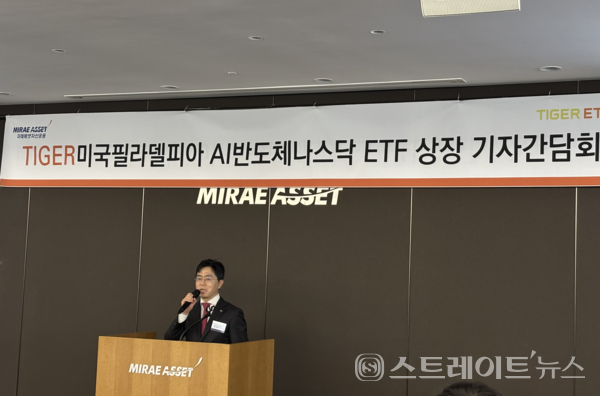 MIRAE ASSET
미래에셋자산운용
TIGER ET
TIGER미국필라델피아 AI반도체나스닥 ETF 상장 기자간담회
MIRAE ASSET
MIRAE ASSET
S 스트레이트뉴스